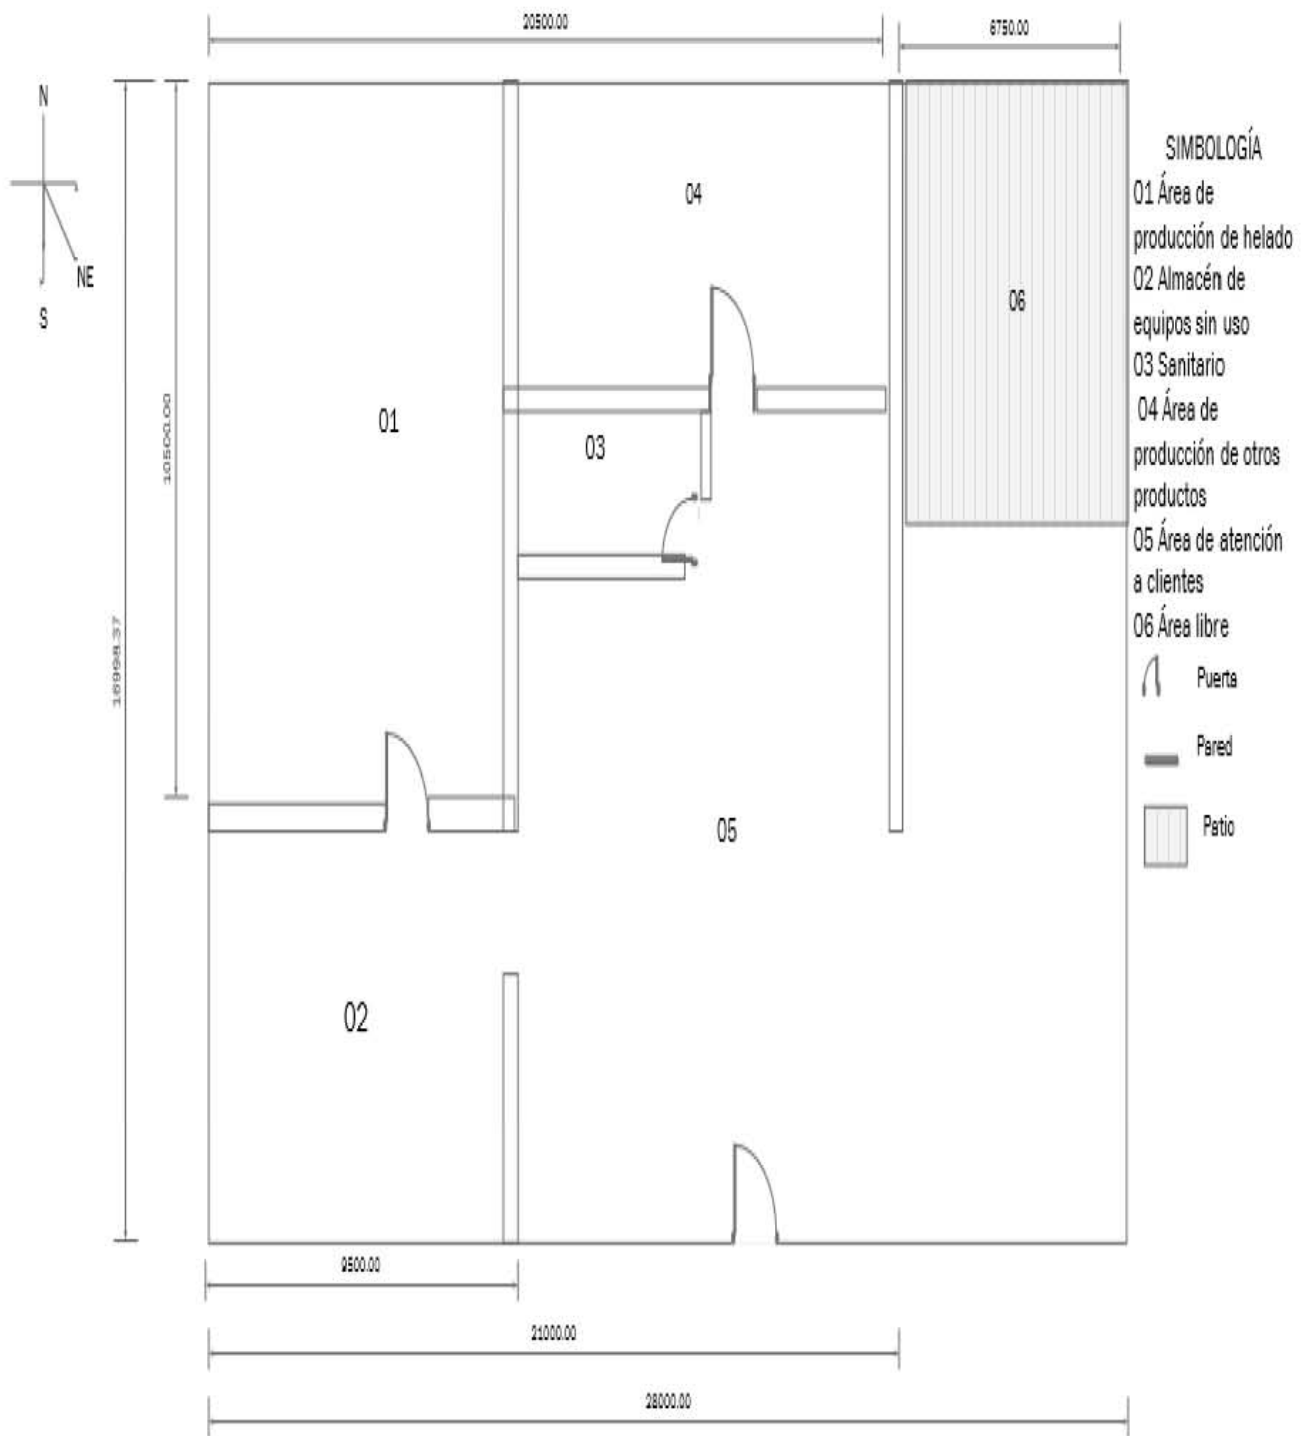 20500.00
6750.00
N
NE
S
10500.00
16998.37
01
02
03
04
05
06
SIMBOLOGÍA
01 Área de
producción de helado
02 Almacén de
equipos sin uso
03 Sanitario
04 Área de
producción de otros
productos
05 Área de atención
a clientes
06 Área libre
Puerta
Pared
Patio
9500.00
21000.00
28000.00